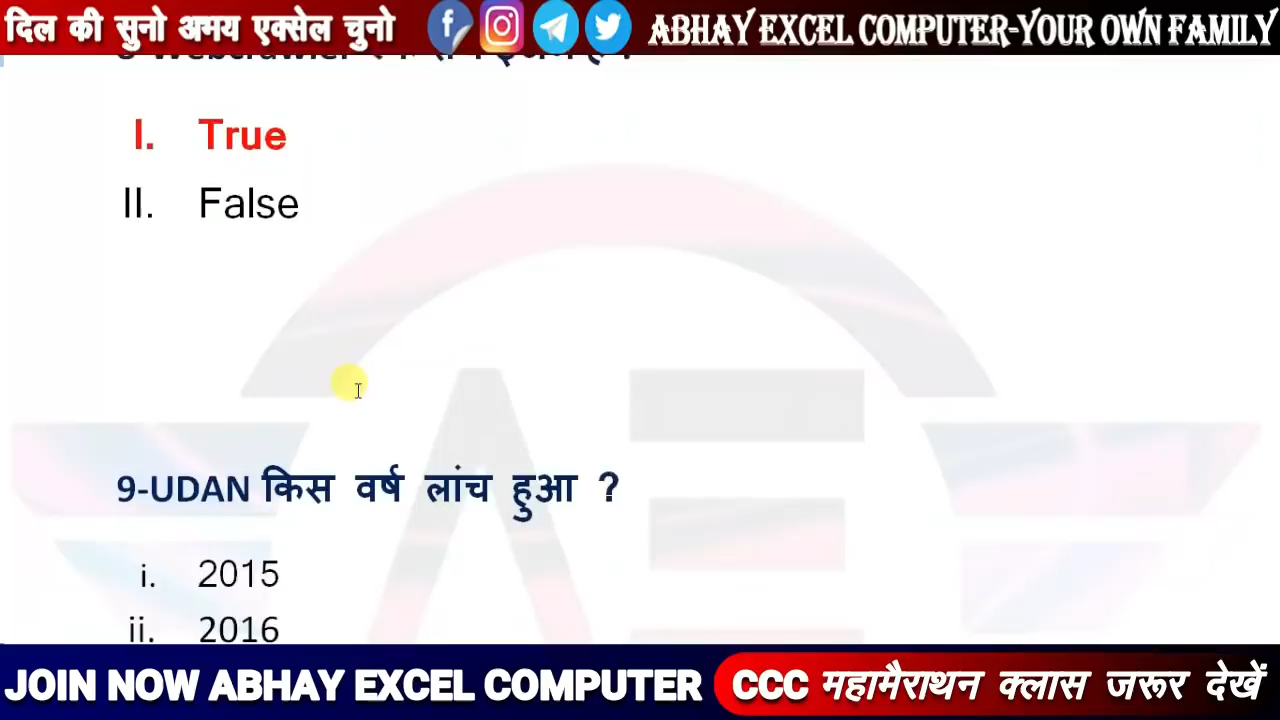 दिल की सुनो अभय एक्सेल चुनो
ABHAY EXCEL COMPUTER-YOUR OWN FAMILY
I. True
II. False
9-UDAN किस वर्ष लांच हुआ ?
i. 2015
ii. 2016
JOIN NOW ABHAY EXCEL COMPUTER
CCC महामैराथन क्लास जरूर देखें